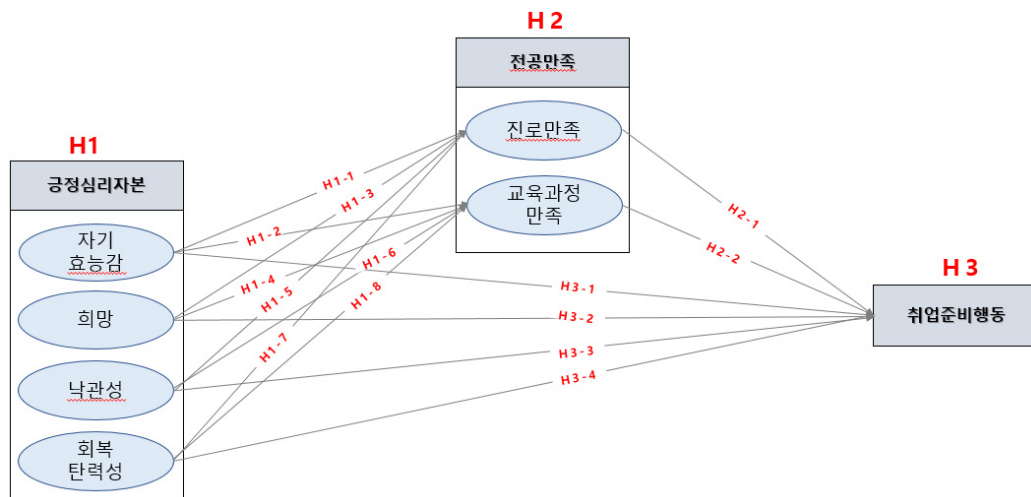 H 2
전공만족
진로만족
교육과정
만족
H1
긍정심리자본
자기
효능감
희망
낙관성
회복
탄력성
H1-1
H1-2
H1-3
H1-4
H1-5
H1-6
H1-7
H1-8
H2-1
H2-2
H3-1
H3-2
H3-3
H3-4
H 3
취업준비행동